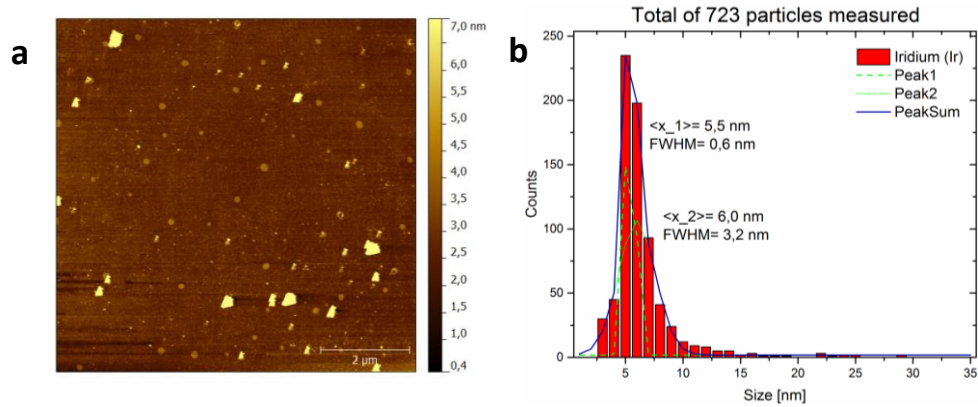 a
7,0 nm
6,0
5,5
5,0
4,5
4,0
3,5
3,0
2,5
2,0
1,5
1,0
0,4
2 µm
b
Total of 723 particles measured
Iridium (Ir)
Peak1
Peak2
PeakSum
<x_1>= 5,5 nm
FWHM= 0,6 nm
<x_2>= 6,0 nm
FWHM= 3,2 nm
Counts
250
200
150
100
50
0
5 10 15 20 25 30 35
Size [nm]